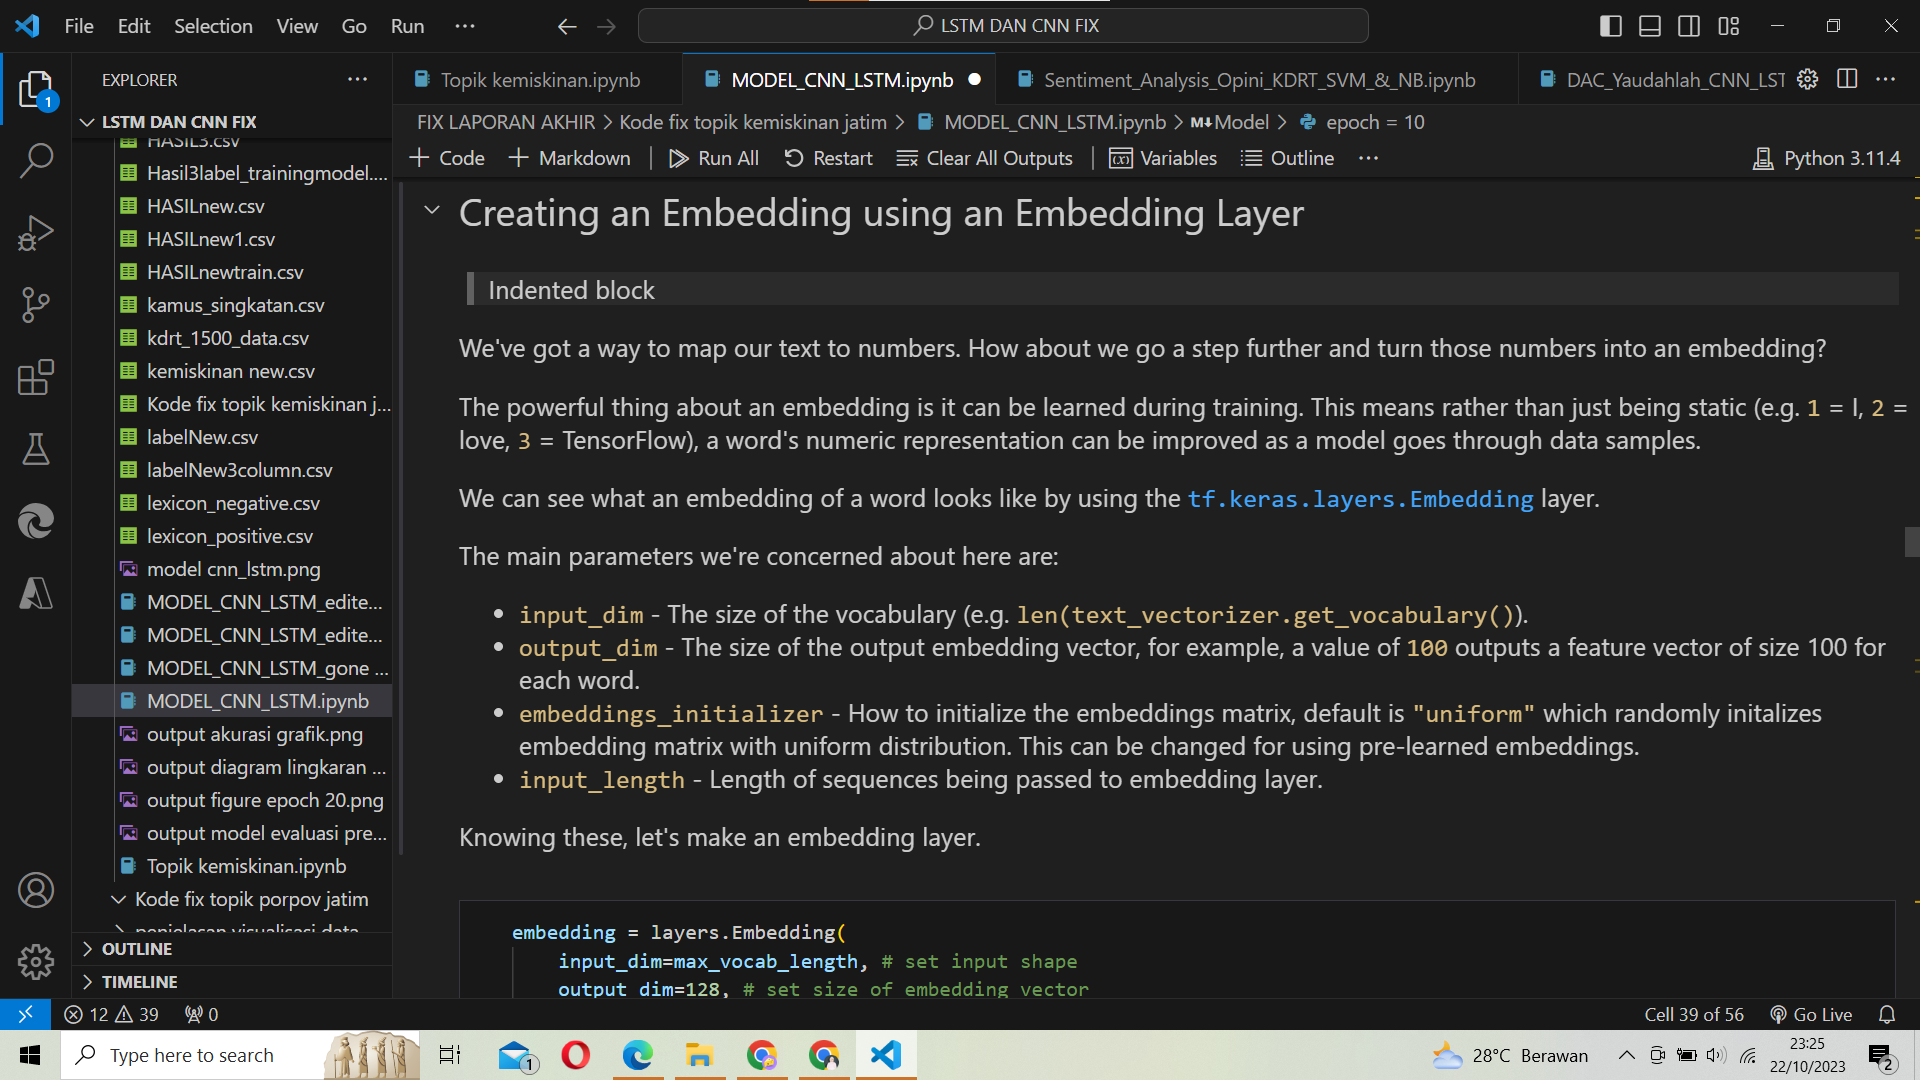 File Edit Selection View Go Run ···
LSTM DAN CNN FIX
EXPLORER ···
1
LSTM DAN CNN FIX
HASIL3.csv
Hasil3label_trainingmodel....
HASILnew.csv
HASILnew1.csv
HASILnewtrain.csv
kamus_singkatan.csv
kdrt_1500_data.csv
kemiskinan new.csv
Kode fix topik kemiskinan j...
labelNew.csv
labelNew3column.csv
lexicon_negative.csv
lexicon_positive.csv
model cnn_lstm.png
MODEL_CNN_LSTM_edite...
MODEL_CNN_LSTM_edite...
MODEL_CNN_LSTM_gone ...
MODEL_CNN_LSTM.ipynb
output akurasi grafik.png
output diagram lingkaran ...
output figure epoch 20.png
output model evaluasi pre...
Topik kemiskinan.ipynb
Kode fix topik porpov jatim
penjelasan visualisasi data
OUTLINE
TIMELINE
Topik kemiskinan.ipynb
MODEL_CNN_LSTM.ipynb
Sentiment_Analysis_Opini_KDRT_SVM_&_NB.ipynb
DAC_Yaudahlah_CNN_LST
FIX LAPORAN AKHIR > Kode fix topik kemiskinan jatim > MODEL_CNN_LSTM.ipynb > M↓Model > epoch = 10
+ Code + Markdown | Run All Restart Clear All Outputs | Variables Outline ···
Python 3.11.4
Creating an Embedding using an Embedding Layer
Indented block
We've got a way to map our text to numbers. How about we go a step further and turn those numbers into an embedding?
The powerful thing about an embedding is it can be learned during training. This means rather than just being static (e.g. 1 = I, 2 =
love, 3 = TensorFlow), a word's numeric representation can be improved as a model goes through data samples.
We can see what an embedding of a word looks like by using the tf.keras.layers.Embedding layer.
The main parameters we're concerned about here are:
• input_dim - The size of the vocabulary (e.g. len(text_vectorizer.get_vocabulary()).
• output_dim - The size of the output embedding vector, for example, a value of 100 outputs a feature vector of size 100 for
each word.
• embeddings_initializer - How to initialize the embeddings matrix, default is "uniform" which randomly initalizes
embedding matrix with uniform distribution. This can be changed for using pre-learned embeddings.
• input_length - Length of sequences being passed to embedding layer.
Knowing these, let's make an embedding layer.
embedding = layers.Embedding(
input_dim=max_vocab_length, # set input shape
output_dim=128, # set size of embedding vector
12 39 0
Cell 39 of 56 Go Live
Type here to search
1
28°C Berawan
23:25
22/10/2023
2